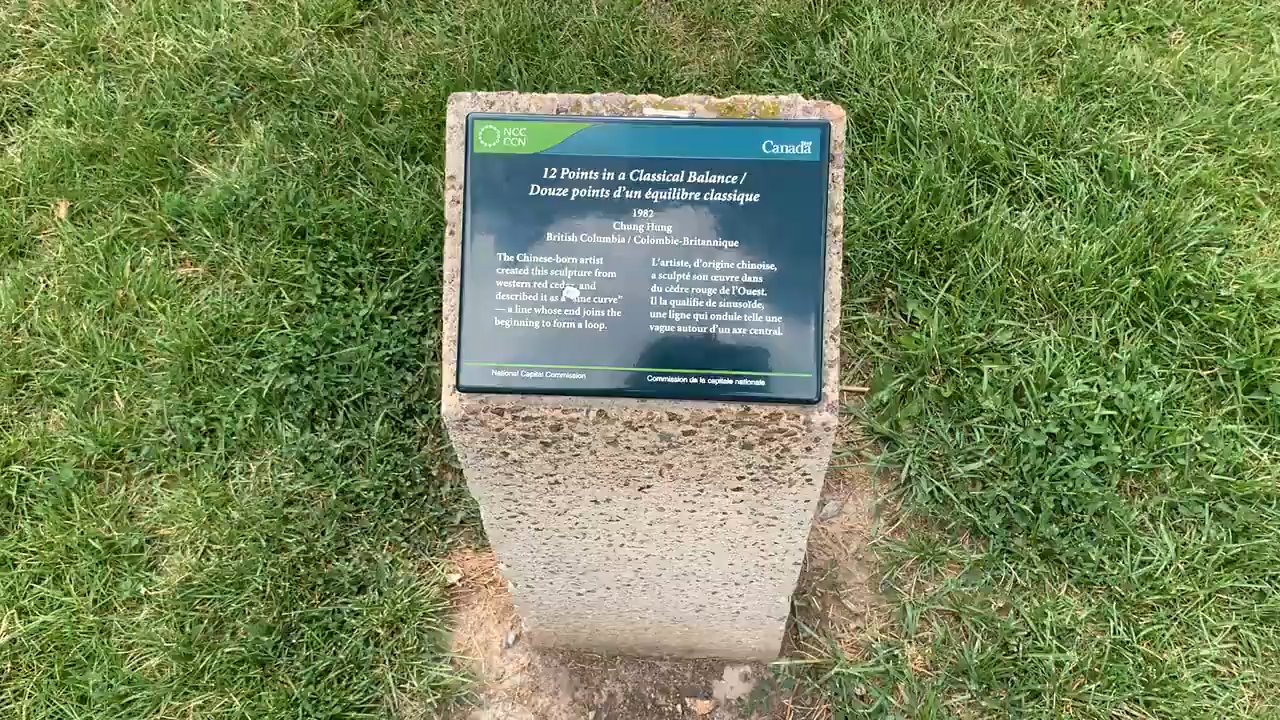 NCC
CCN
Canada
12 Points in a Classical Balance /
Douze points d'un équilibre classique
1982
Chung Hung
British Columbia / Colombie-Britannique
The Chinese-born artist
created this sculpture from
western red cedar and
described it as a "sine curve"
— a line whose end joins the
beginning to form a loop.
L'artiste, d'origine chinoise,
a sculpté son œuvre dans
du cèdre rouge de l'Ouest.
Il la qualifie de sinusoïde,
une ligne qui ondule telle une
vague autour d'un axe central.
National Capital Commission
Commission de la capitale nationale